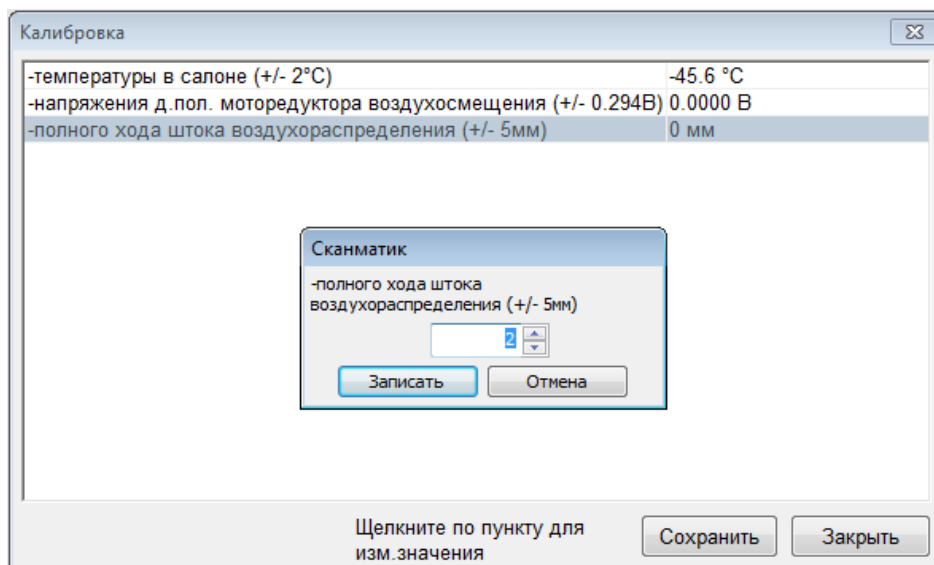 Калибровка
-температуры в салоне (+/- 2°C) -45.6 °C
-напряжения д.пол. моторедуктора воздухосмещения (+/- 0.294В) 0.0000 В
-полного хода штока воздухораспределения (+/- 5мм) 0 мм
Сканматик
-полного хода штока
воздухораспределения (+/- 5мм)
2
Записать Отмена
Щелкните по пункту для
изм.значения
Сохранить Закрыть